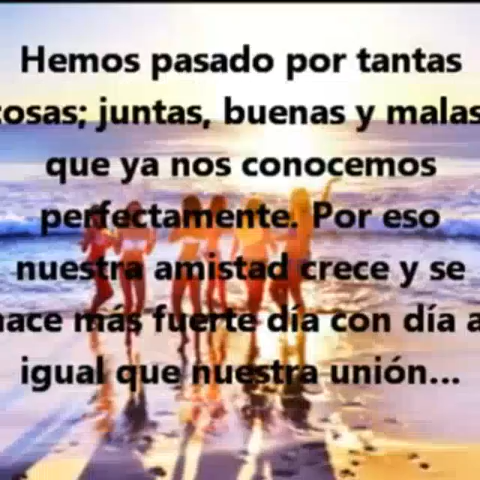 Hemos pasado por tantas
cosas; juntas, buenas y malas
que ya nos conocemos
perfectamente. Por eso
nuestra amistad crece y se
hace más fuerte día con día a
igual que nuestra unión...